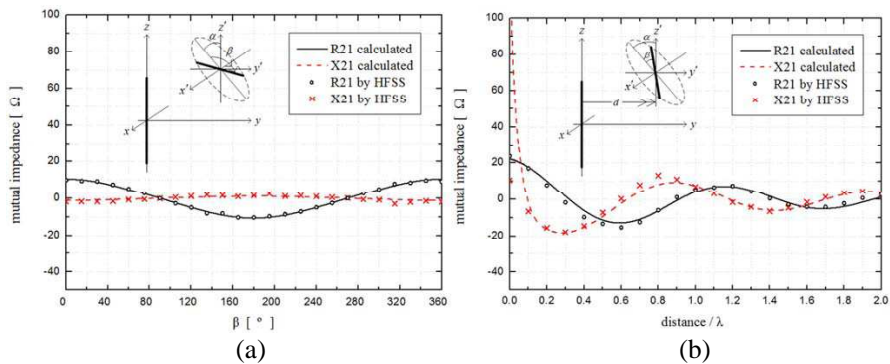 (a)
mutual impedance [ Ω ]
100
80
60
40
20
0
-20
-40
0
40
80
120
160
200
240
280
320
360
β [ ° ]
z
x
y
z'
x'
y'
α
β
R21 calculated
X21 calculated
R21 by HFSS
X21 by HFSS
(a)
(b)
mutual impedance [ Ω ]
100
80
60
40
20
0
-20
-40
0.0
0.2
0.4
0.6
0.8
1.0
1.2
1.4
1.6
1.8
2.0
distance / λ
z
x
y
d
z'
x'
y'
α
β
R21 calculated
X21 calculated
R21 by HFSS
X21 by HFSS
(b)